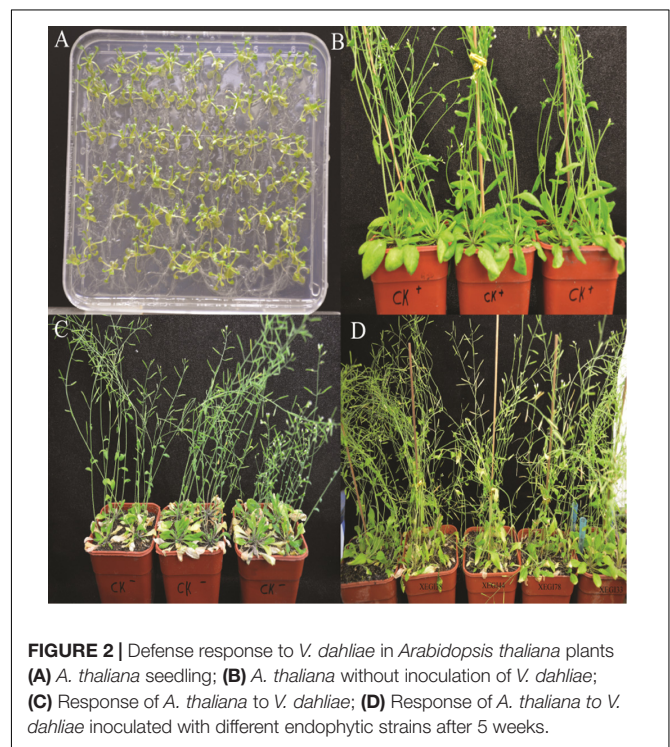 A
B
CK +
CK+
CK+
C
D
CK -
CK -
CK -
FIGURE 2 | Defense response to V. dahliae in Arabidopsis thaliana plants
(A) A. thaliana seedling; (B) A. thaliana without inoculation of V. dahliae;
(C) Response of A. thaliana to V. dahliae; (D) Response of A. thaliana to V.
dahliae inoculated with different endophytic strains after 5 weeks.